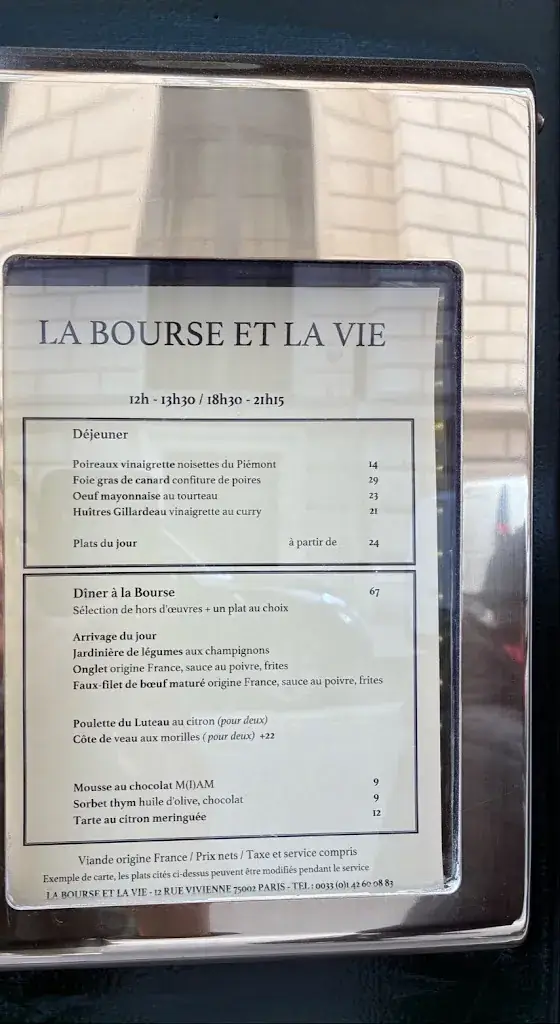 LA BOURSE ET LA VIE
12h - 13h30 / 18h30 - 21h15
Déjeuner
Poireaux vinaigrette noisettes du Piémont 14
Foie gras de canard confiture de poires 29
Oeuf mayonnaise au tourteau 23
Huîtres Gillardeau vinaigrette au curry 21
Plats du jour à partir de 24
Dîner à la Bourse 67
Sélection de hors d'œuvres + un plat au choix
Arrivage du jour
Jardinière de légumes aux champignons
Onglet origine France, sauce au poivre, frites
Faux-filet de bœuf maturé origine France, sauce au poivre, frites
Poulette du Luteau au citron (pour deux)
Côte de veau aux morilles (pour deux) +22
Mousse au chocolat M(I)AM 9
Sorbet thym huile d'olive, chocolat 9
Tarte au citron meringuée 12
Viande origine France / Prix nets / Taxe et service compris
Exemple de carte, les plats cités ci-dessus peuvent être modifiés pendant le service
LA BOURSE ET LA VIE - 12 RUE VIVIENNE 75002 PARIS - TEL : 0033 (0)1 42 60 08 83